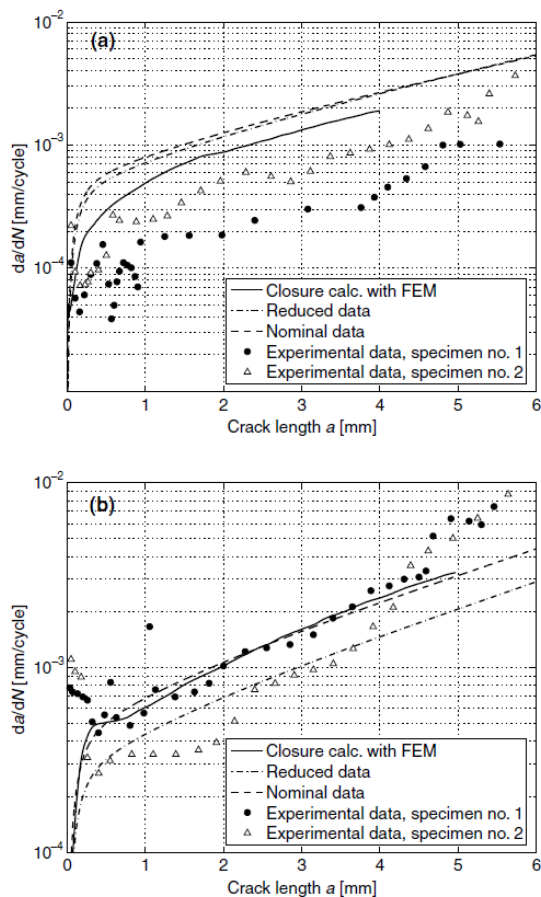 10⁻²
(a)
da/dN [mm/cycle]
10⁻³
10⁻⁴
Closure calc. with FEM
Reduced data
Nominal data
Experimental data, specimen no. 1
Experimental data, specimen no. 2
0 1 2 3 4 5 6
Crack length a [mm]
10⁻²
(b)
da/dN [mm/cycle]
10⁻³
Closure calc. with FEM
Reduced data
Nominal data
Experimental data, specimen no. 1
Experimental data, specimen no. 2
10⁻⁴
0 1 2 3 4 5 6
Crack length a [mm]